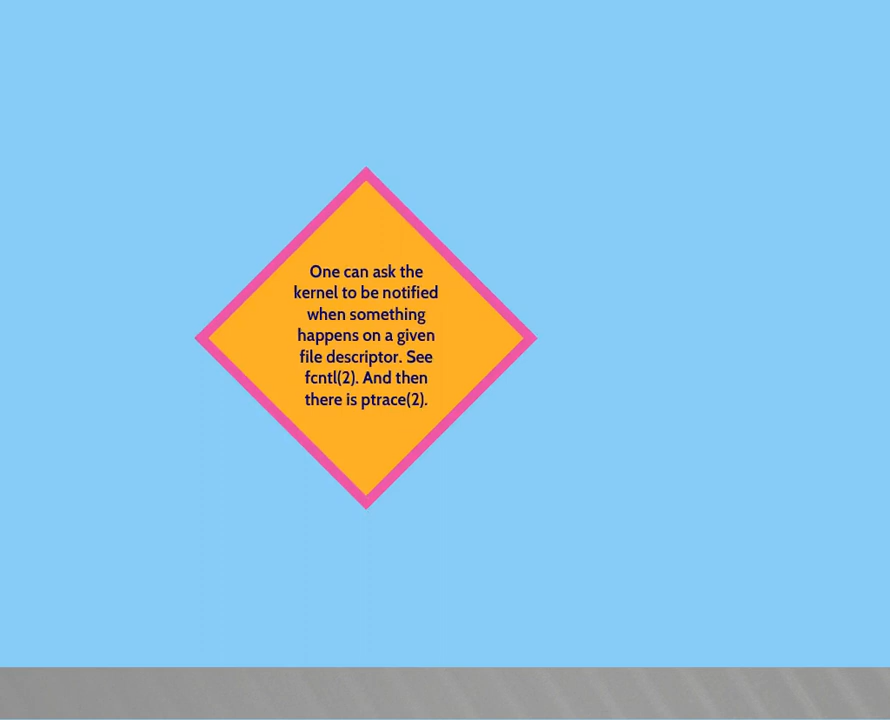 One can ask the
kernel to be notified
when something
happens on a given
file descriptor. See
fcntl(2). And then
there is ptrace(2).